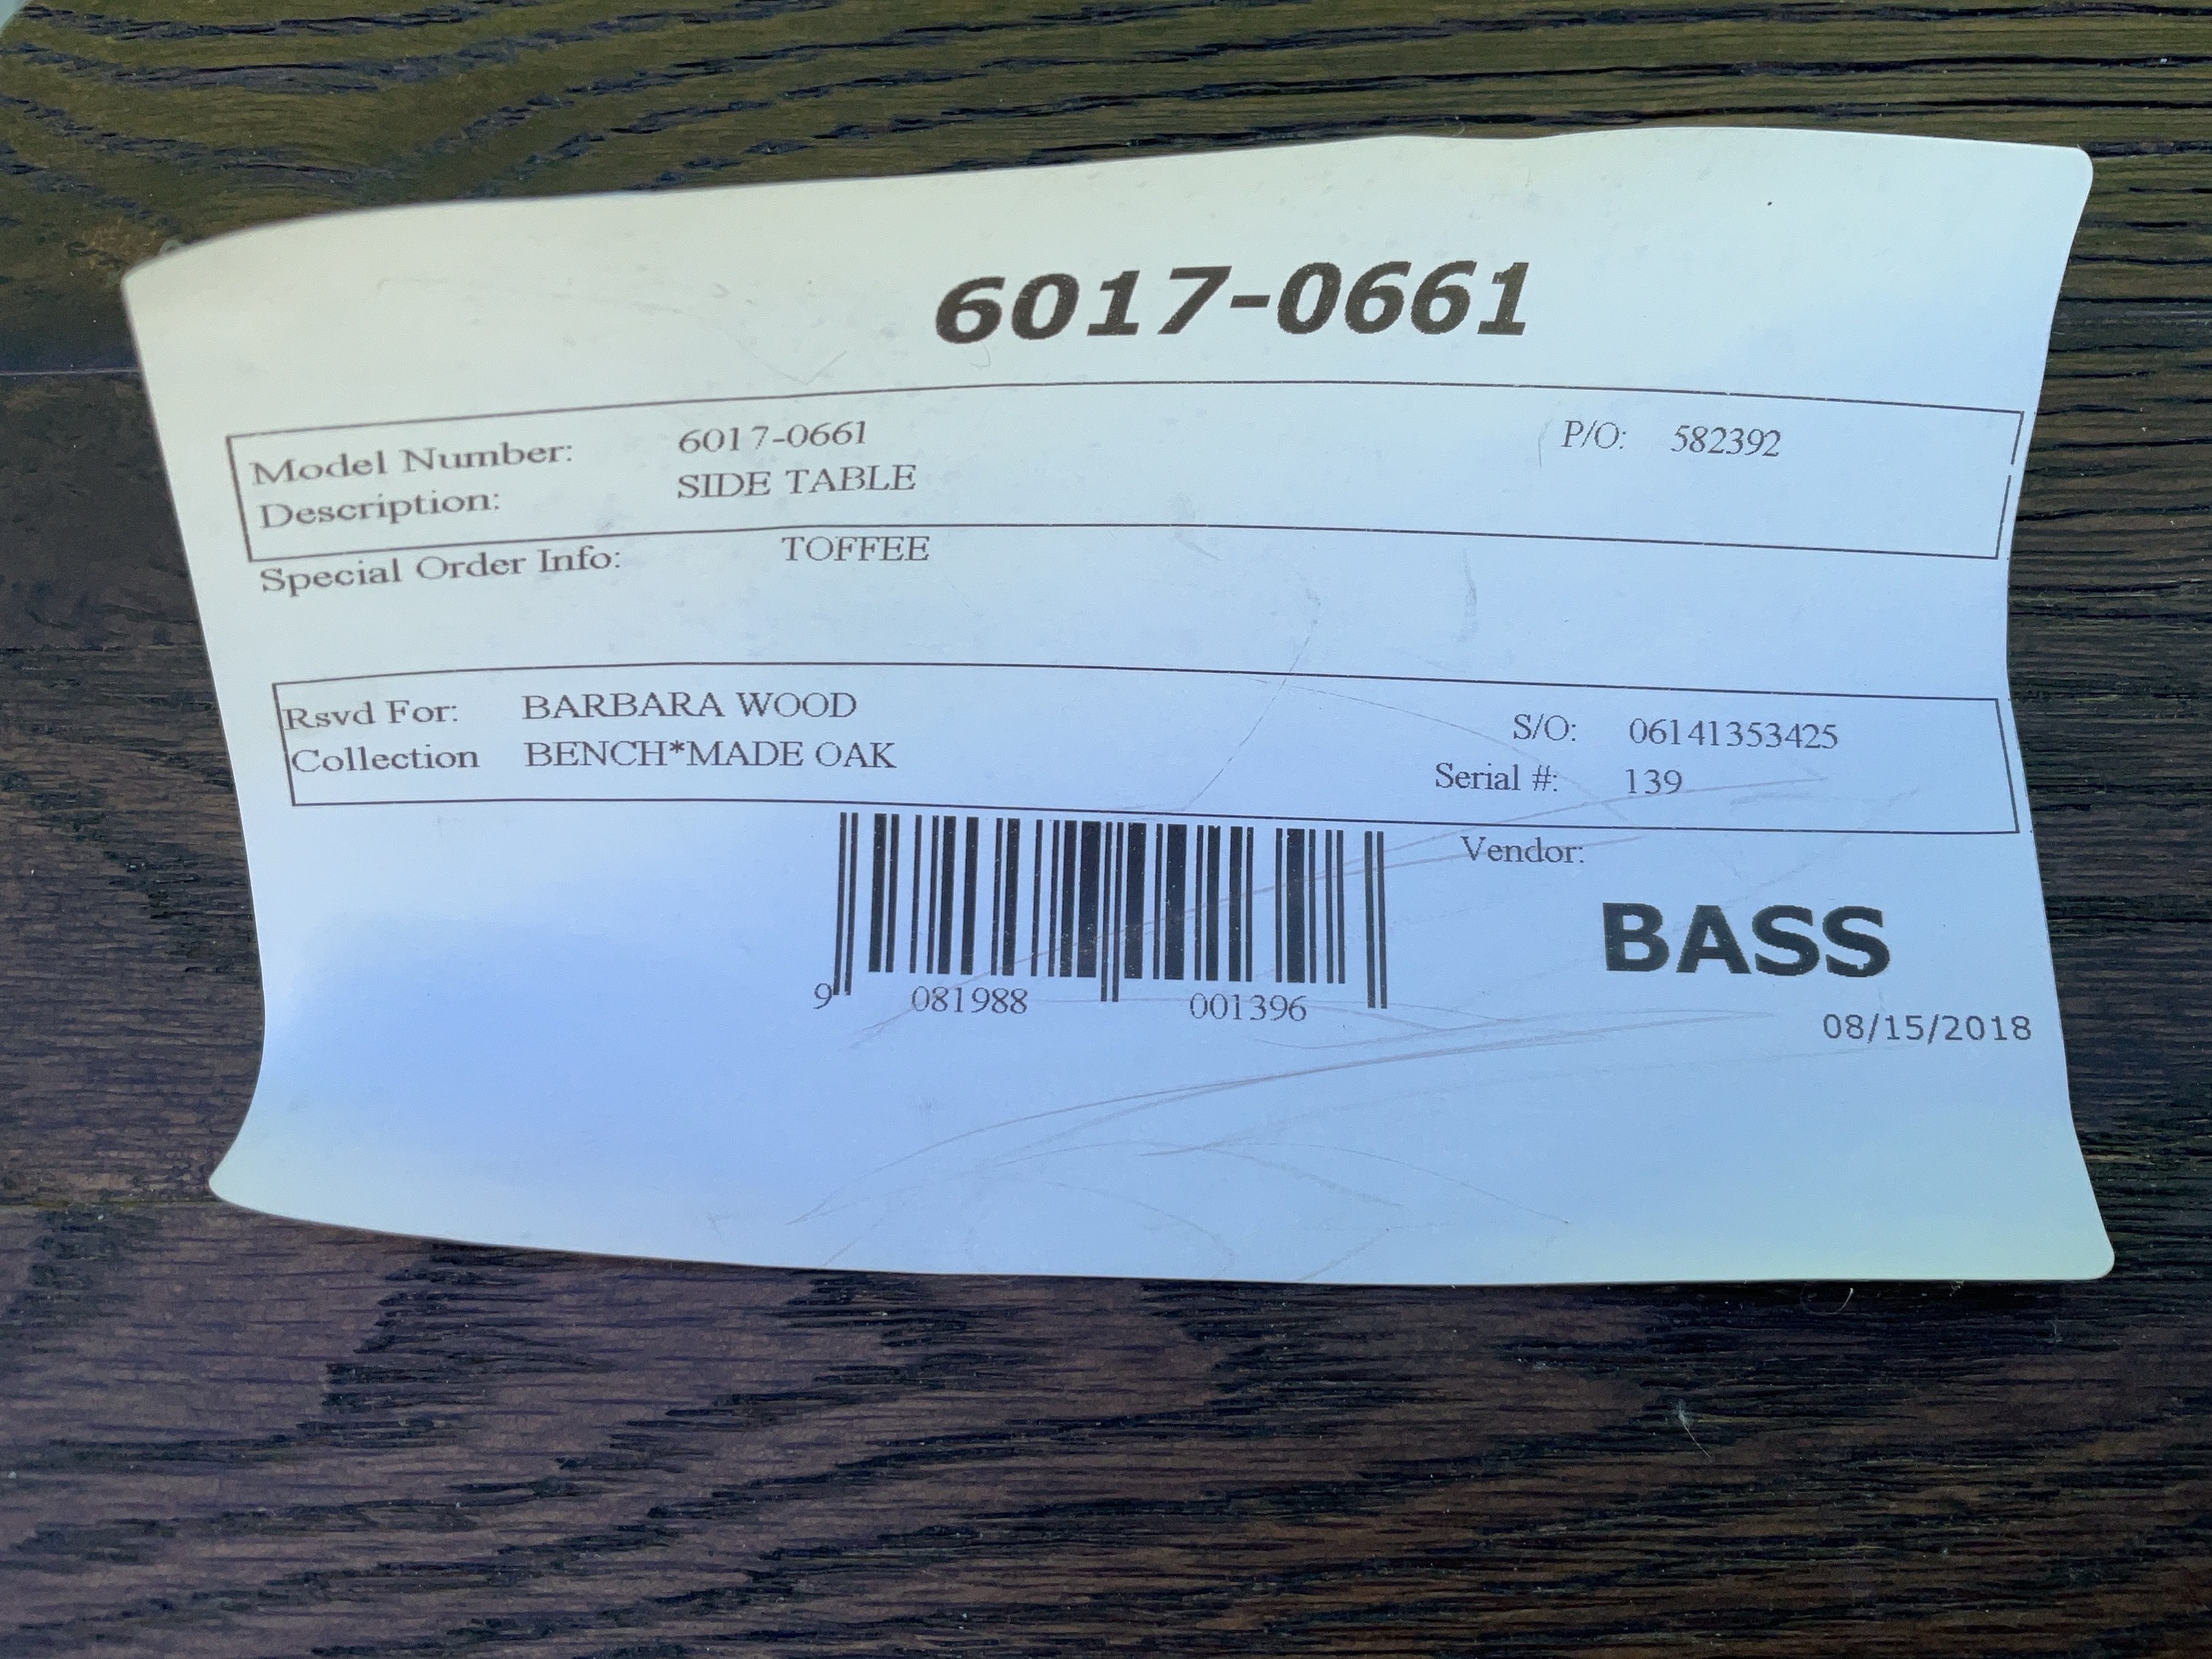 6017-0661
Model Number: 6017-0661 P/O: 582392
Description: SIDE TABLE
Special Order Info: TOFFEE
Rsvd For: BARBARA WOOD S/O: 06141353425
Collection BENCH*MADE OAK Serial #: 139
Vendor:
BASS
9 081988 001396
08/15/2018